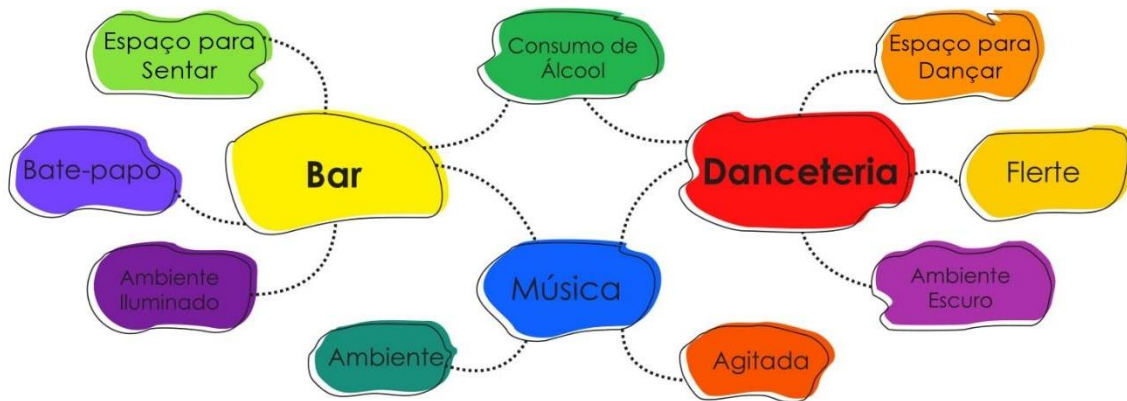 Espaço para
Sentar
Consumo de
Álcool
Espaço para
Dançar
Bate-papo
Bar
Danceteria
Flerte
Ambiente
Iluminado
Música
Ambiente
Escuro
Ambiente
Agitada